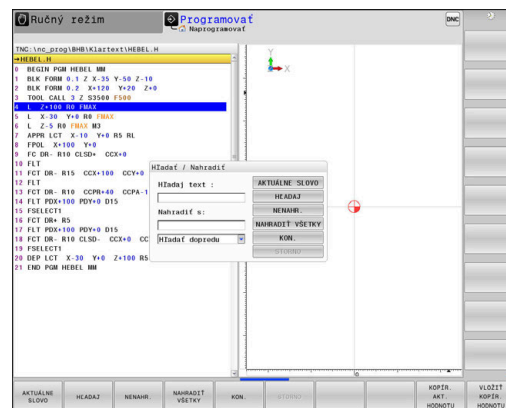 Ručný režim
Programovať
Naprogramovať
DNC
TNC:\nc_prog\BHB\Klartext\HEBEL.H
→HEBEL.H
0 BEGIN PGM HEBEL MM
1 BLK FORM 0.1 Z X-35 Y-50 Z-10
2 BLK FORM 0.2 X+120 Y+20 Z+0
3 TOOL CALL 3 Z S3500 F500
4 L Z+100 R0 FMAX
5 L X-30 Y+0 R0 FMAX
6 L Z-5 R0 FMAX M3
7 APPR LCT X-10 Y+0 R5 RL
8 FPOL X+100 Y+0
9 FC DR- R10 CLSD+ CCX+0
10 FLT
11 FCT DR- R15 CCX+100 CCY+0
12 FLT
13 FCT DR- R10 CCPR+40 CCPA-1
14 FLT PDX+100 PDY+0 D15
15 FSELECT1
16 FCT DR+ R5
17 FLT PDX+100 PDY+0 D15
18 FCT DR- R10 CLSD- CCX+0 CC
19 FSELECT1
20 DEP LCT X-30 Y+0 Z+100 R5
21 END PGM HEBEL MM
Y
X
Hľadať / Nahradiť
Hľadaj text :
Nahradiť s:
Hľadať dopredu
AKTUÁLNE SLOVO
HĽADAJ
NENAHR.
NAHRADIŤ VŠETKY
KON.
STORNO
0
AKTUÁLNE
SLOVO
HĽADAJ
NENAHR.
NAHRADIŤ
VŠETKY
KON.
STORNO
KOPÍR.
AKT.
HODNOTU
VLOŽIŤ
KOPÍR.
HODNOTU